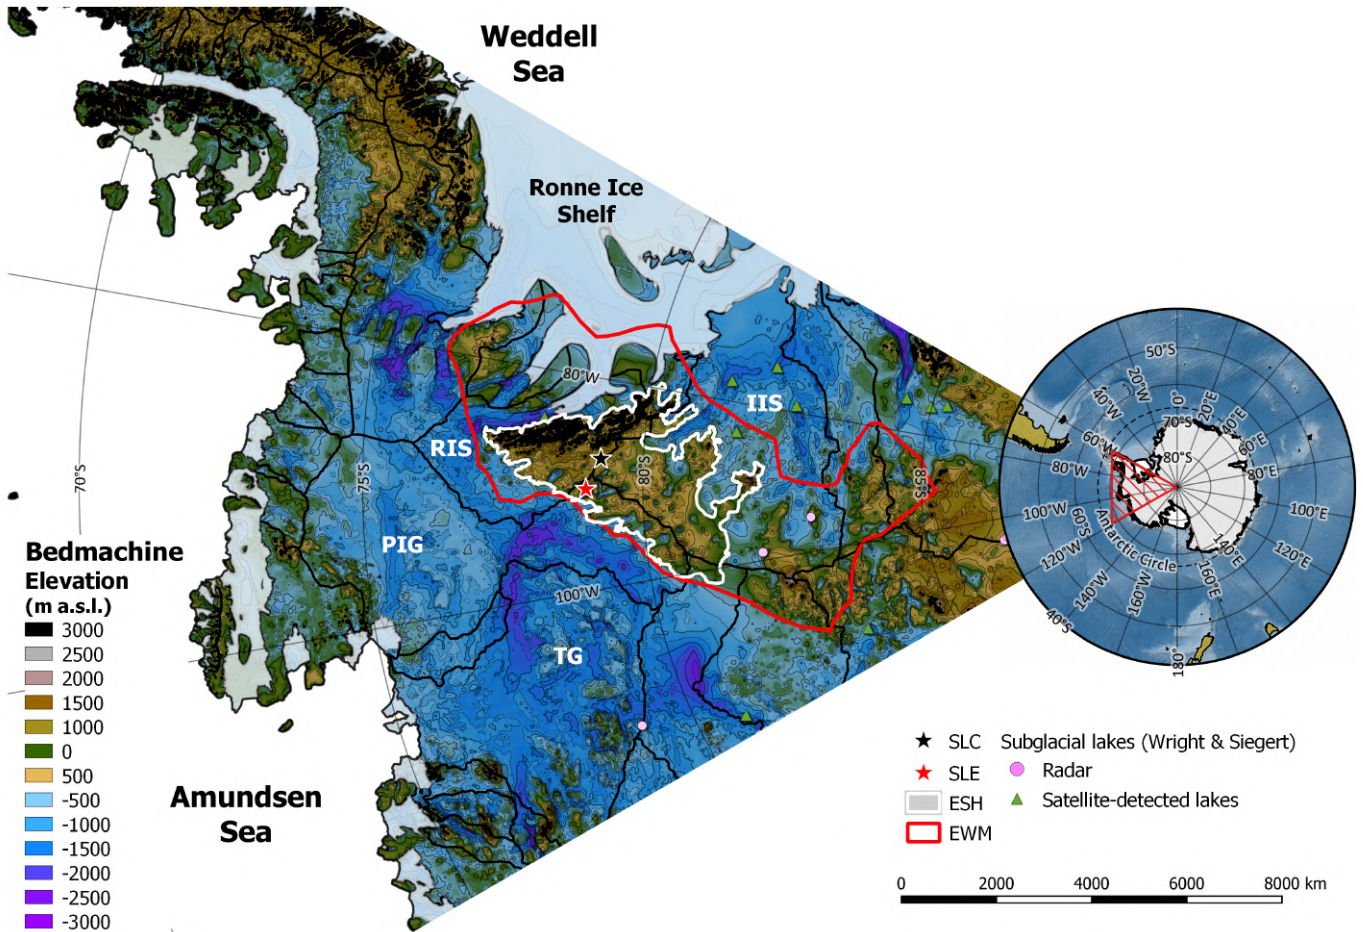 Weddell
Sea
Ronne Ice
Shelf
80°W
IIS
RIS
80°S
85°S
70°S
75°S
PIG
100°W
TG
Amundsen
Sea
Bedmachine
Elevation
(m a.s.l.)
3000
2500
2000
1500
1000
0
500
-500
-1000
-1500
-2000
-2500
-3000
50°S
20°W
0°
20°E
40°W
40°E
60°W
70°S
60°E
80°W
80°S
80°E
100°W
60°S
100°E
Antarctic Circle
120°W
120°E
140°W
140°E
160°W
160°E
40°S
180°
SLC Subglacial lakes (Wright & Siegert)
SLE Radar
ESH Satellite-detected lakes
EWM
0 2000 4000 6000 8000 km